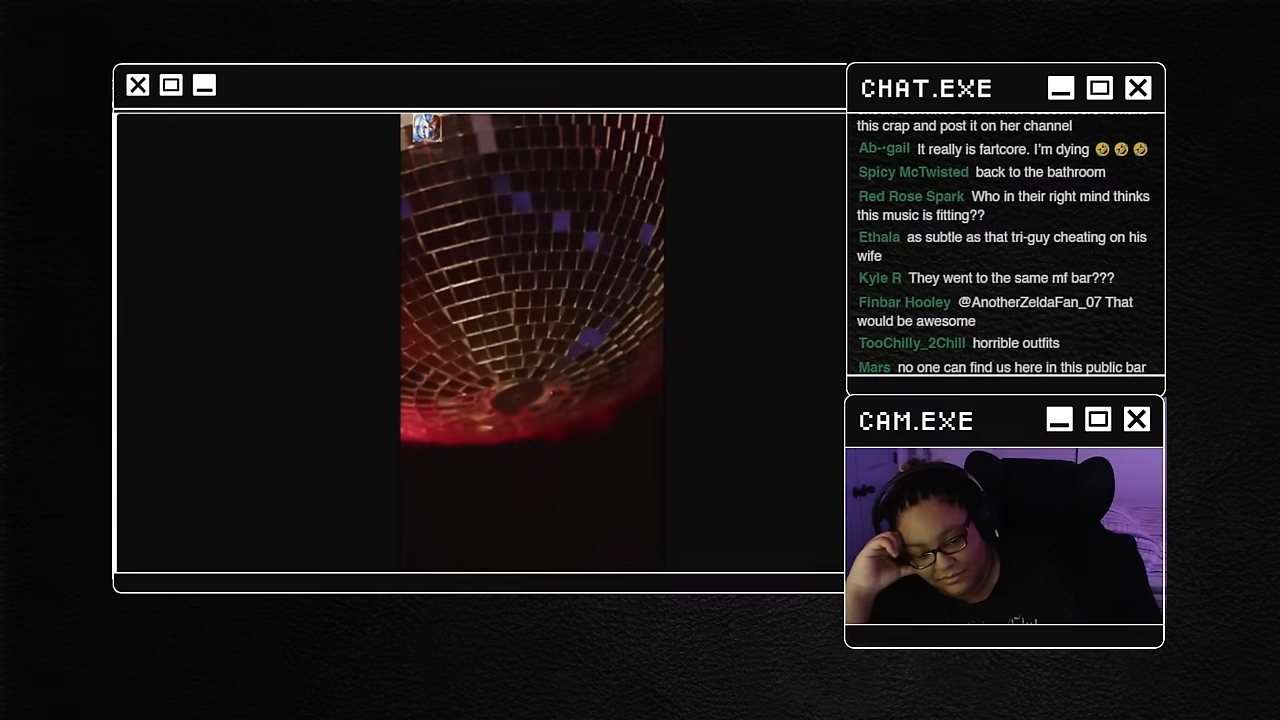 CHAT.EXE
this crap and post it on her channel
Ab-·gail It really is fartcore. I'm dying 🤣 🤣 🤣
Spicy McTwisted back to the bathroom
Red Rose Spark Who in their right mind thinks
this music is fitting??
Ethala as subtle as that tri-guy cheating on his
wife
Kyle R They went to the same mf bar???
Finbar Hooley @AnotherZeldaFan_07 That
would be awesome
TooChilly_2Chill horrible outfits
Mars no one can find us here in this public bar
CAM.EXE